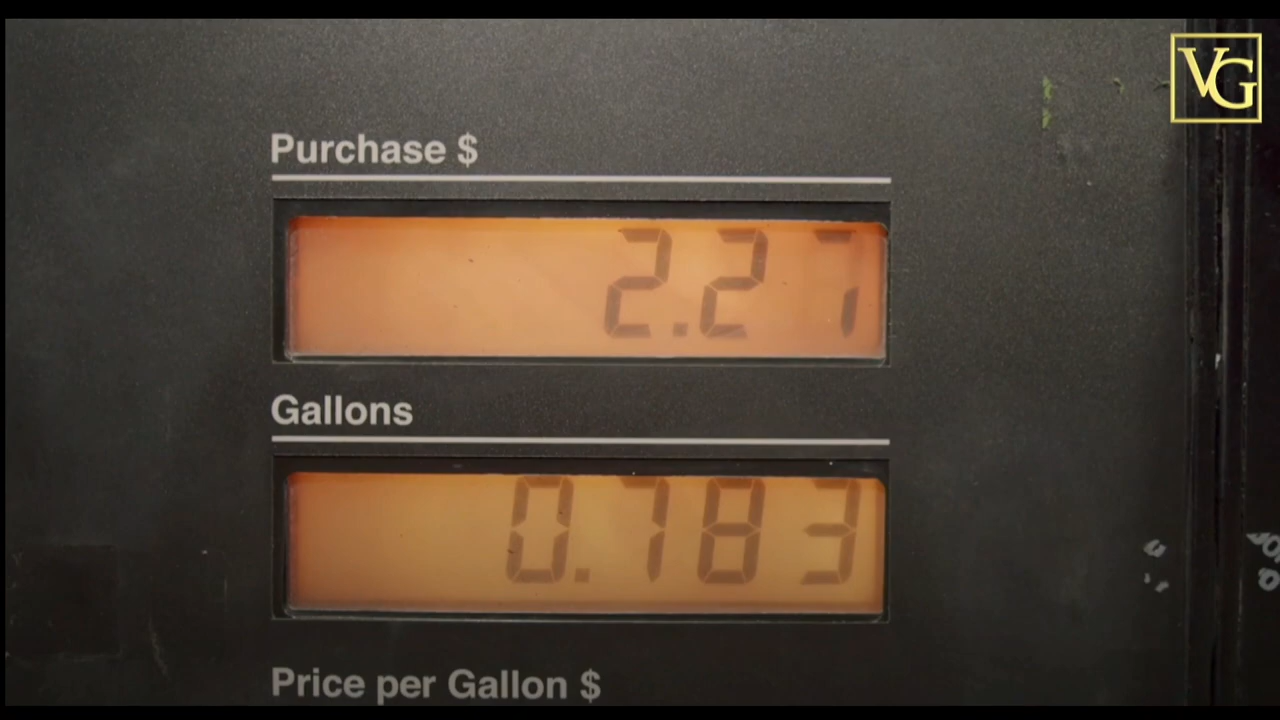 VG
Purchase $
2.27
Gallons
0.783
Price per Gallon $